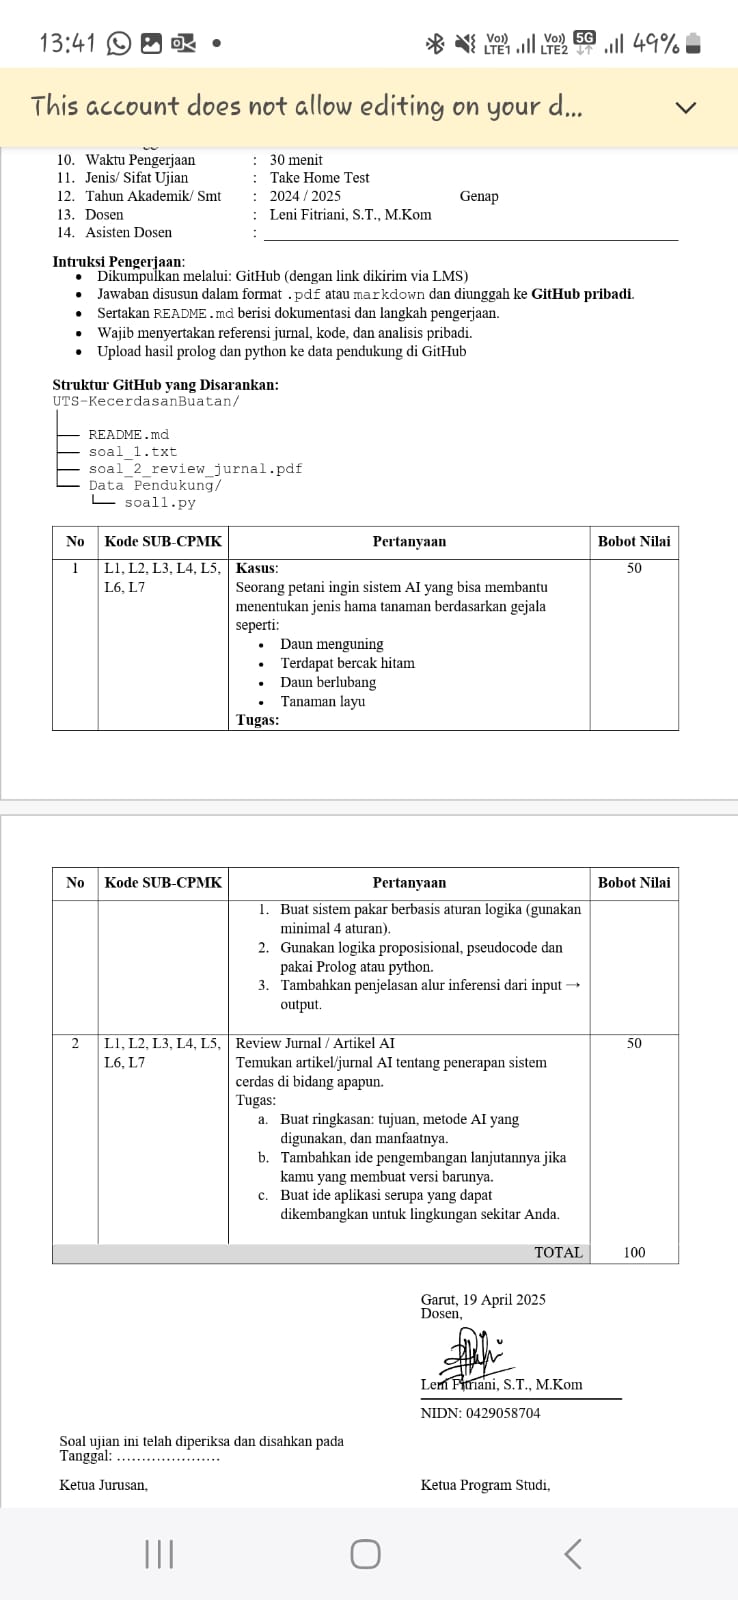 13:41
Vo)) LTE1 Vo)) LTE2 5G 49%
This account does not allow editing on your d...
10. Waktu Pengerjaan : 30 menit
11. Jenis/ Sifat Ujian : Take Home Test
12. Tahun Akademik/ Smt : 2024 / 2025 Genap
13. Dosen : Leni Fitriani, S.T., M.Kom
14. Asisten Dosen :
Intruksi Pengerjaan:
• Dikumpulkan melalui: GitHub (dengan link dikirim via LMS)
• Jawaban disusun dalam format .pdf atau markdown dan diunggah ke GitHub pribadi.
• Sertakan README.md berisi dokumentasi dan langkah pengerjaan.
• Wajib menyertakan referensi jurnal, kode, dan analisis pribadi.
• Upload hasil prolog dan python ke data pendukung di GitHub
Struktur GitHub yang Disarankan:
UTS-KecerdasanBuatan/
README.md
soal_1.txt
soal_2_review_jurnal.pdf
Data Pendukung/
soal1.py
No Kode SUB-CPMK Pertanyaan Bobot Nilai
1 L1, L2, L3, L4, L5, Kasus: 50
L6, L7 Seorang petani ingin sistem AI yang bisa membantu
menentukan jenis hama tanaman berdasarkan gejala
seperti:
• Daun menguning
• Terdapat bercak hitam
• Daun berlubang
• Tanaman layu
Tugas:
No Kode SUB-CPMK Pertanyaan Bobot Nilai
1. Buat sistem pakar berbasis aturan logika (gunakan
minimal 4 aturan).
2. Gunakan logika proposisional, pseudocode dan
pakai Prolog atau python.
3. Tambahkan penjelasan alur inferensi dari input →
output.
2 L1, L2, L3, L4, L5, Review Jurnal / Artikel AI 50
L6, L7 Temukan artikel/jurnal AI tentang penerapan sistem
cerdas di bidang apapun.
Tugas:
a. Buat ringkasan: tujuan, metode AI yang
digunakan, dan manfaatnya.
b. Tambahkan ide pengembangan lanjutannya jika
kamu yang membuat versi barunya.
c. Buat ide aplikasi serupa yang dapat
dikembangkan untuk lingkungan sekitar Anda.
TOTAL 100
Garut, 19 April 2025
Dosen,
Leni Fitriani, S.T., M.Kom
NIDN: 0429058704
Soal ujian ini telah diperiksa dan disahkan pada
Tanggal: .....................
Ketua Jurusan, Ketua Program Studi,